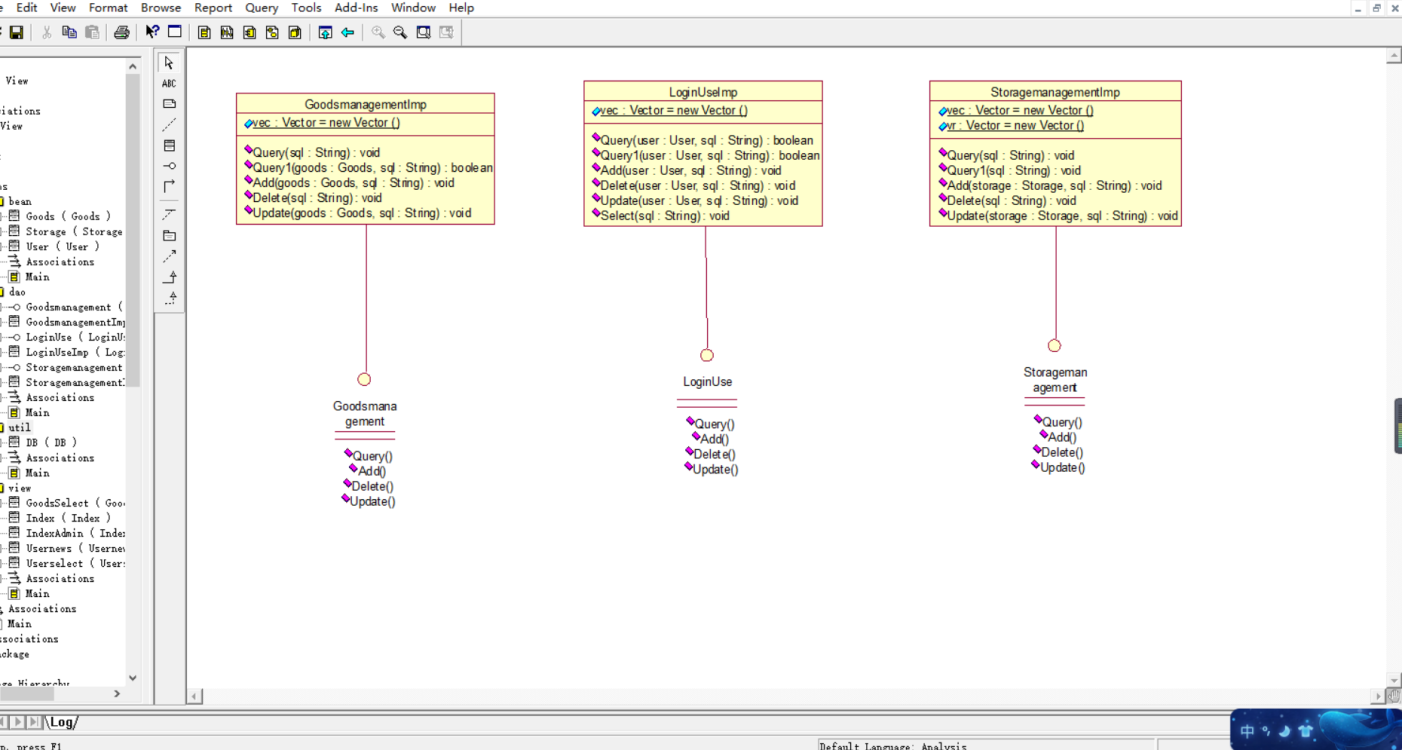 Edit View Format Browse Report Query Tools Add-Ins Window Help
View
iations
View
bean
Goods ( Goods )
Storage ( Storage
User ( User )
Associations
Main
dao
Goodsmanagement (
GoodsmanagementImp
LoginUse ( LoginUs
LoginUseImp ( Log:
Storagemanagement
Storagemanagement
Associations
Main
util
DB ( DB )
Associations
Main
view
GoodsSelect ( Goo
Index ( Index )
IndexAdmin ( Index
Usernews ( Usernew
Userselect ( Users
Associations
Main
Associations
Main
ssociations
ckage
ge Hierarchy
ABC
GoodsmanagementImp
vec : Vector = new Vector ()
Query(sql : String) : void
Query1(goods : Goods, sql : String) : boolean
Add(goods : Goods, sql : String) : void
Delete(sql : String) : void
Update(goods : Goods, sql : String) : void
Goodsmana
gement
Query()
Add()
Delete()
Update()
LoginUseImp
vec : Vector = new Vector ()
Query(user : User, sql : String) : boolean
Query1(user : User, sql : String) : boolean
Add(user : User, sql : String) : void
Delete(user : User, sql : String) : void
Update(user : User, sql : String) : void
Select(sql : String) : void
LoginUse
Query()
Add()
Delete()
Update()
StoragemanagementImp
vec : Vector = new Vector ()
vr : Vector = new Vector ()
Query(sql : String) : void
Query1(sql : String) : void
Add(storage : Storage, sql : String) : void
Delete(sql : String) : void
Update(storage : Storage, sql : String) : void
Storageman
agement
Query()
Add()
Delete()
Update()
Log
p, press F1
Default Language: Analysis
中